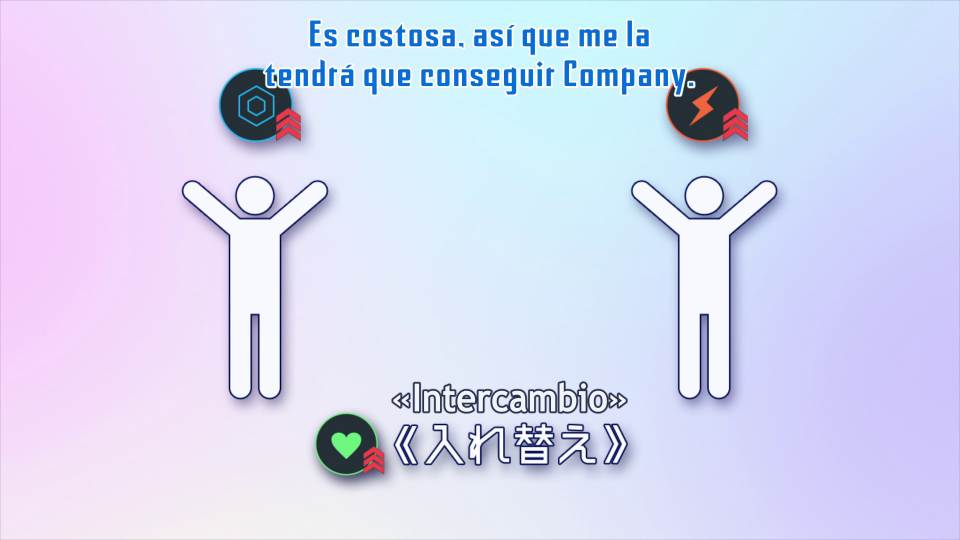 Es costosa, así que me la
tendrá que conseguir Company.
«Intercambio»
《入れ替え》